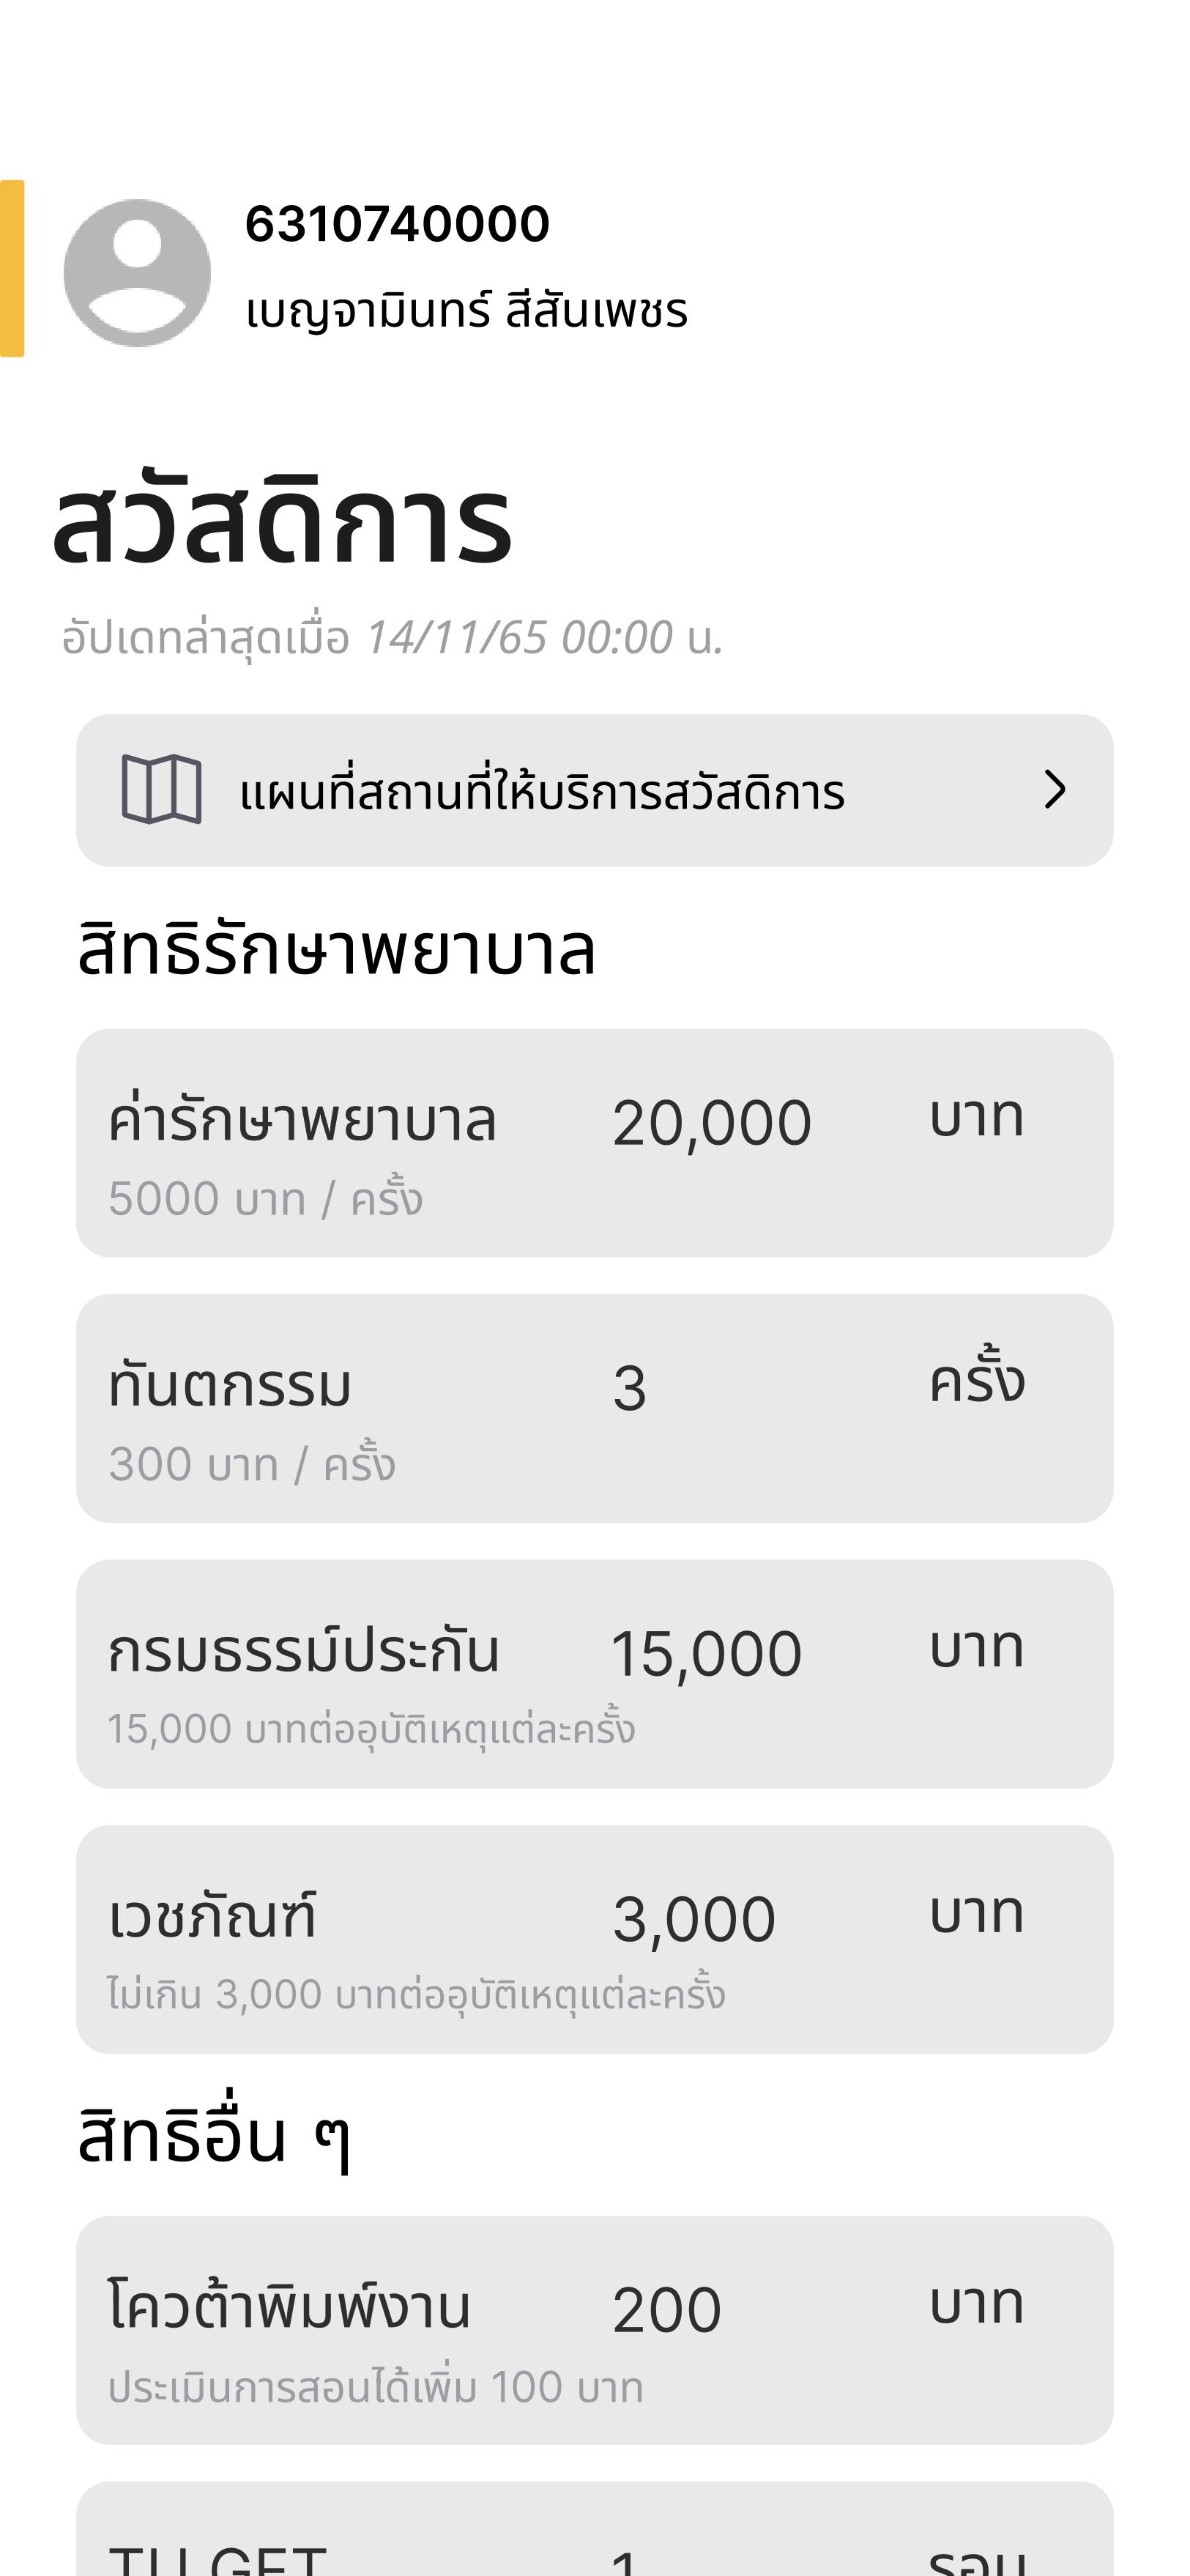 6310740000
เบญจามินทร์ สีสันเพชร
สวัสดิการ
อัปเดทล่าสุดเมื่อ 14/11/65 00:00 น.
แผนที่สถานที่ให้บริการสวัสดิการ
สิทธิรักษาพยาบาล
ค่ารักษาพยาบาล 20,000 บาท
5000 บาท / ครั้ง
ทันตกรรม 3 ครั้ง
300 บาท / ครั้ง
กรมธรรม์ประกัน 15,000 บาท
15,000 บาทต่ออุบัติเหตุแต่ละครั้ง
เวชภัณฑ์ 3,000 บาท
ไม่เกิน 3,000 บาทต่ออุบัติเหตุแต่ละครั้ง
สิทธิอื่น ๆ
โควต้าพิมพ์งาน 200 บาท
ประเมินการสอนได้เพิ่ม 100 บาท
TU GET 1 รอบ